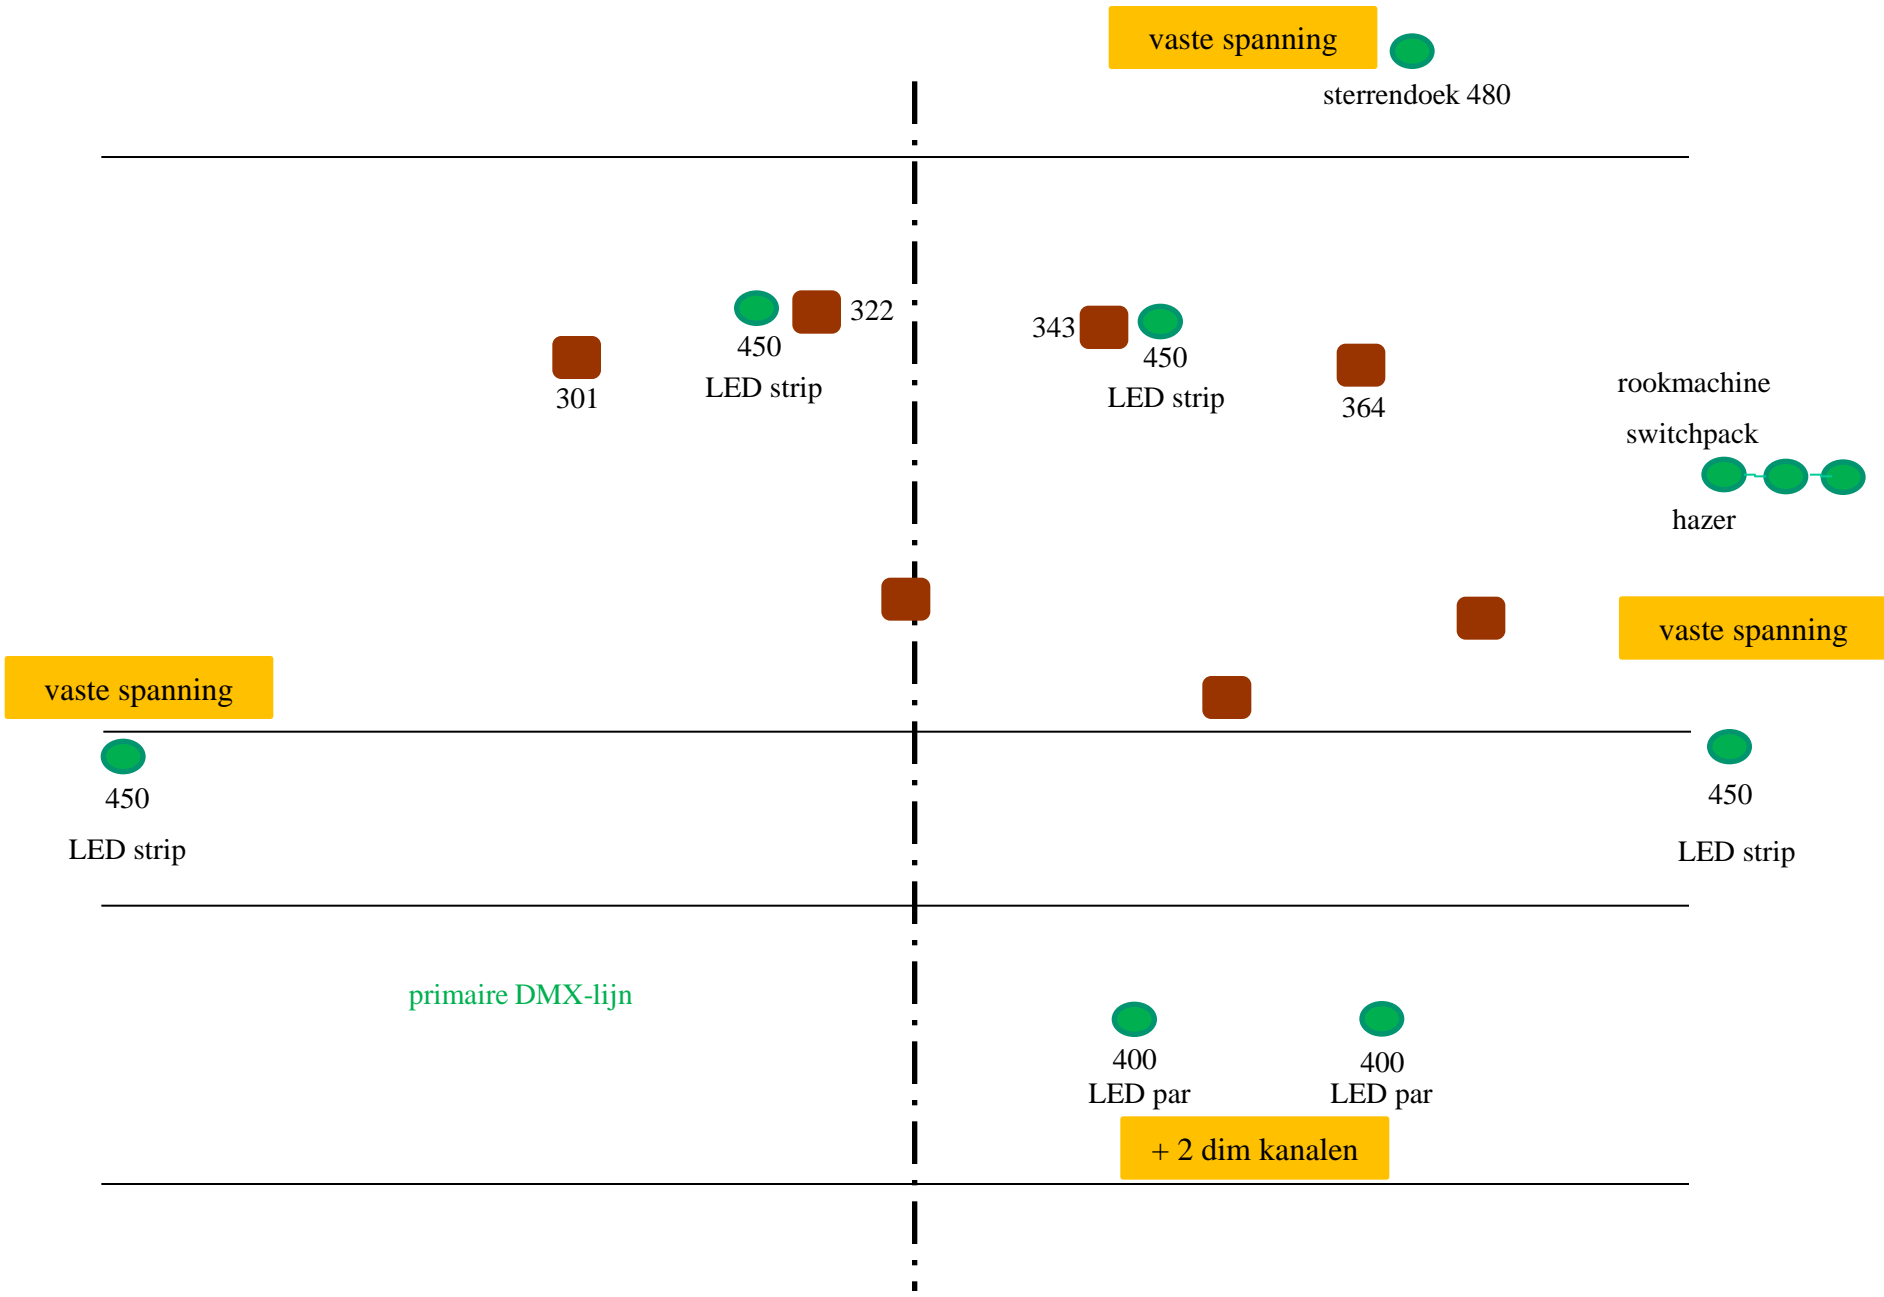 vaste spanning
sterrendoek 480
322
343
450
LED strip
450
LED strip
301
364
rookmachine
switchpack
hazer
vaste spanning
vaste spanning
450
LED strip
450
LED strip
primaire DMX-lijn
400
LED par
400
LED par
+ 2 dim kanalen